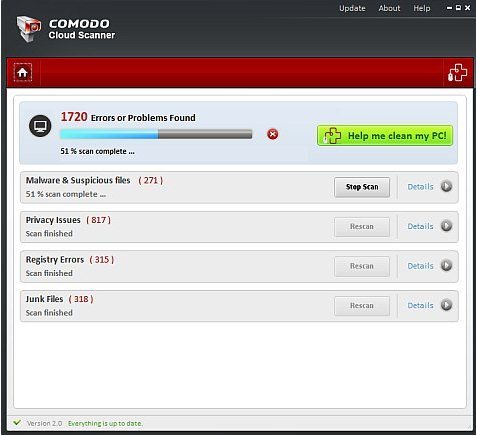 Update About Help
COMODO
Cloud Scanner
1720 Errors or Problems Found
Help me clean my PC!
51 % scan complete ...
Malware & Suspicious files ( 271 )
51 % scan complete ...
Stop Scan
Details
Privacy Issues ( 817 )
Scan finished
Rescan
Details
Registry Errors ( 315 )
Scan finished
Rescan
Details
Junk Files ( 318 )
Scan finished
Rescan
Details
Version 2.0 Everything is up to date.